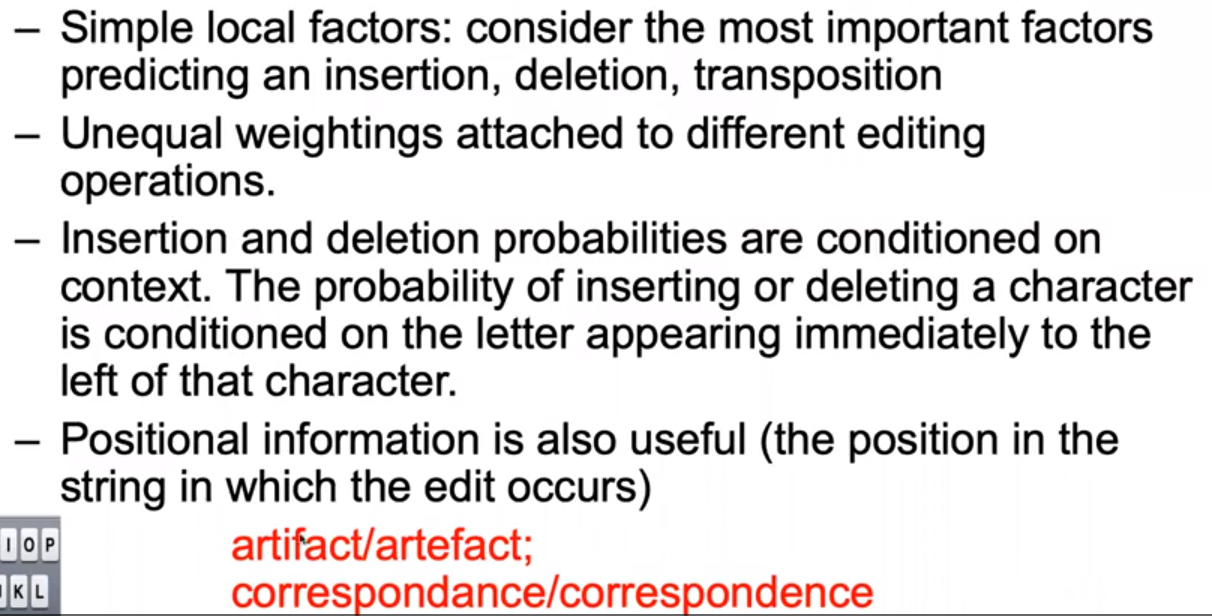 – Simple local factors: consider the most important factors
predicting an insertion, deletion, transposition
– Unequal weightings attached to different editing
operations.
– Insertion and deletion probabilities are conditioned on
context. The probability of inserting or deleting a character
is conditioned on the letter appearing immediately to the
left of that character.
– Positional information is also useful (the position in the
string in which the edit occurs)
I O P
artifact/artefact;
K L
correspondance/correspondence